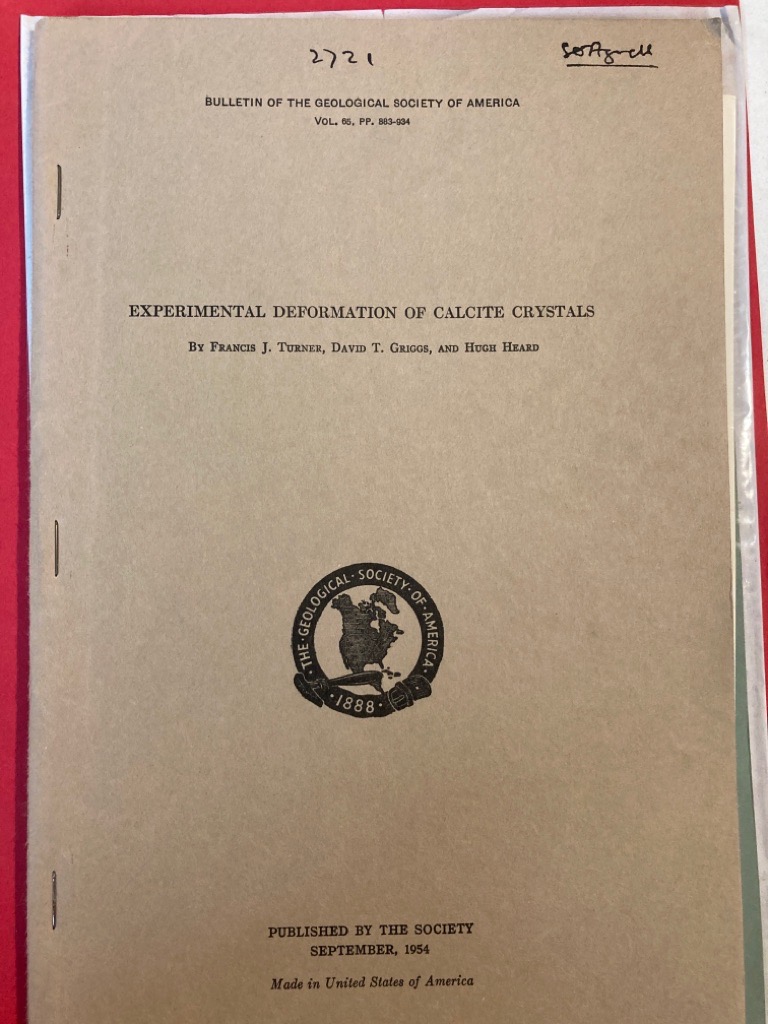 2721
SOAgrell
BULLETIN OF THE GEOLOGICAL SOCIETY OF AMERICA
VOL. 65, PP. 883-934
EXPERIMENTAL DEFORMATION OF CALCITE CRYSTALS
BY FRANCIS J. TURNER, DAVID T. GRIGGS, AND HUGH HEARD
THE · GEOLOGICAL · SOCIETY · OF · AMERICA ·
· 1888 ·
PUBLISHED BY THE SOCIETY
SEPTEMBER, 1954
Made in United States of America